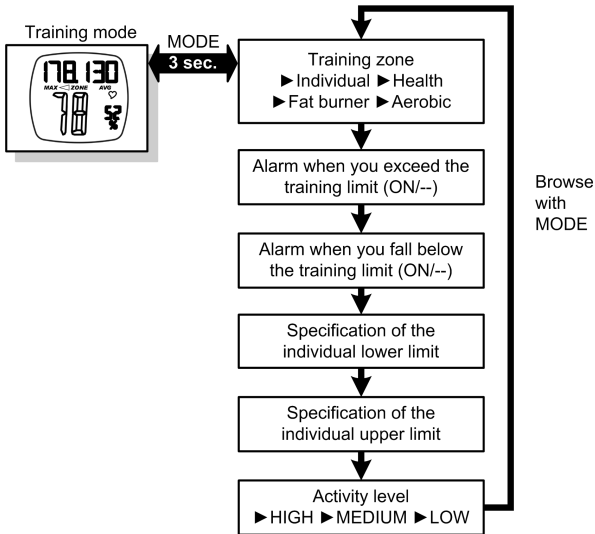 Training mode
178.130
MAX ZONE AVG
78
52
%
MODE
3 sec.
Training zone
►Individual ►Health
►Fat burner ►Aerobic
Alarm when you exceed the
training limit (ON/--)
Alarm when you fall below
the training limit (ON/--)
Specification of the
individual lower limit
Specification of the
individual upper limit
Activity level
►HIGH ►MEDIUM ►LOW
Browse
with
MODE